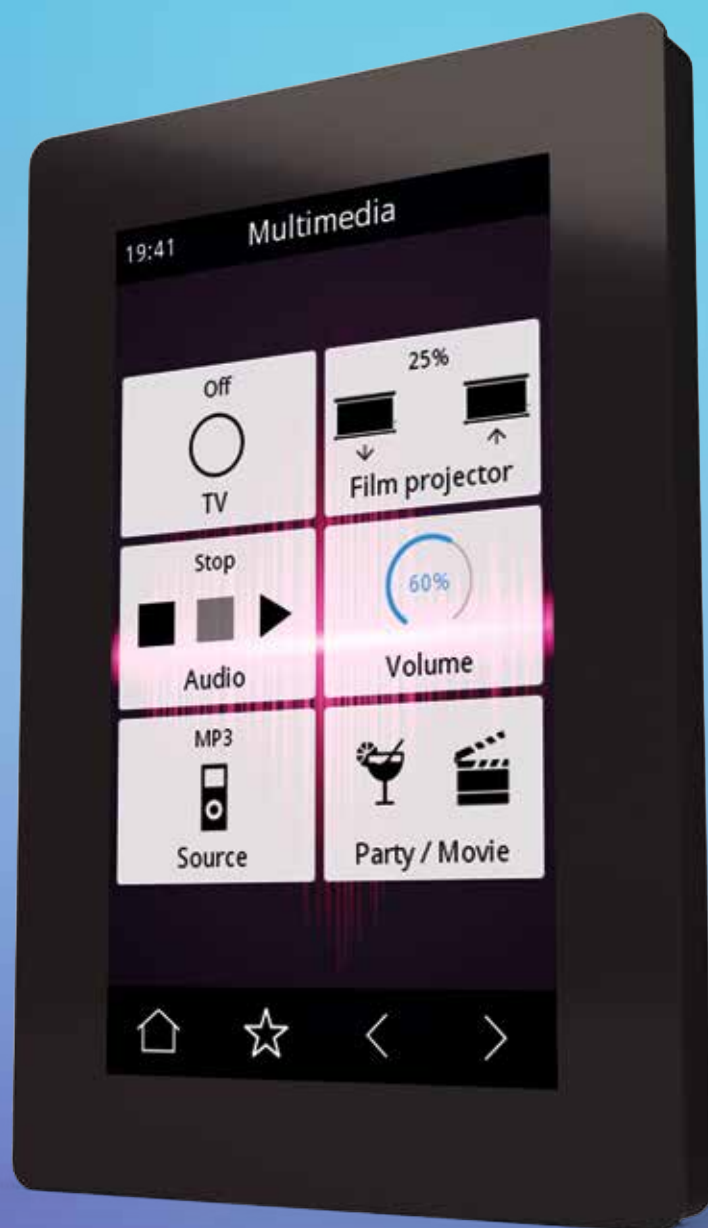 19:41 Multimedia
Off
TV
25%
Film projector
Stop
Audio
60%
Volume
MP3
Source
Party / Movie